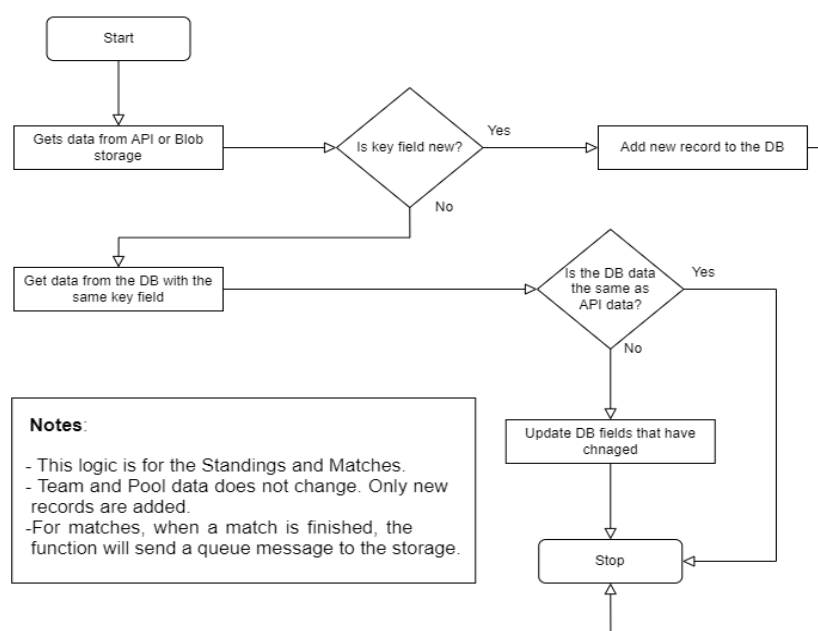 Start
Gets data from API or Blob
storage
Is key field new?
Yes
Add new record to the DB
No
Get data from the DB with the
same key field
Is the DB data
the same as
API data?
Yes
No
Update DB fields that have
chnaged
Stop
Notes:
- This logic is for the Standings and Matches.
- Team and Pool data does not change. Only new
records are added.
-For matches, when a match is finished, the
function will send a queue message to the storage.